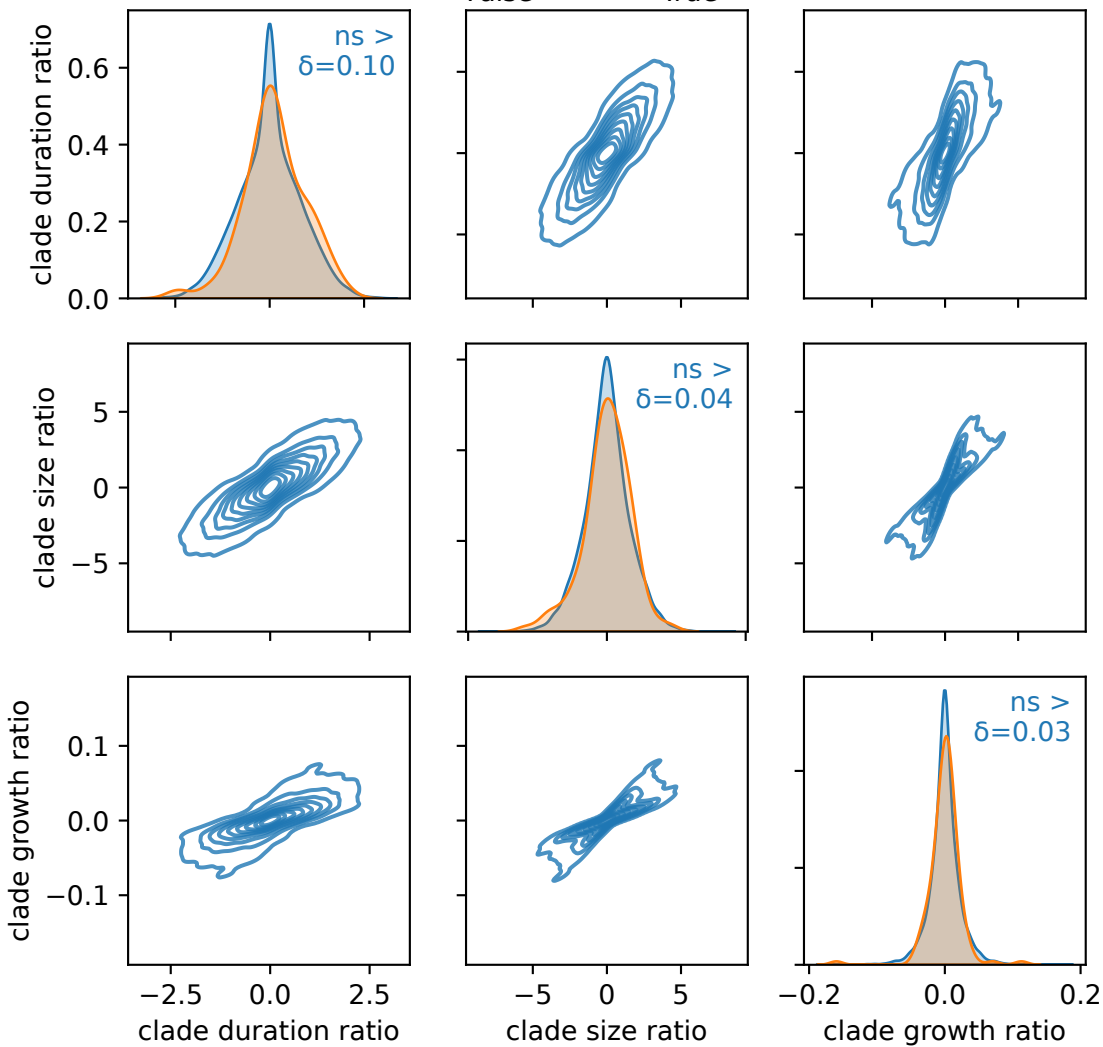 clade duration ratio
0.6
0.4
0.2
0.0
ns >
δ=0.10
clade size ratio
5
0
−5
ns >
δ=0.04
clade growth ratio
0.1
0.0
−0.1
ns >
δ=0.03
−2.5 0.0 2.5
−5 0 5
−0.2 0.0 0.2
clade duration ratio
clade size ratio
clade growth ratio